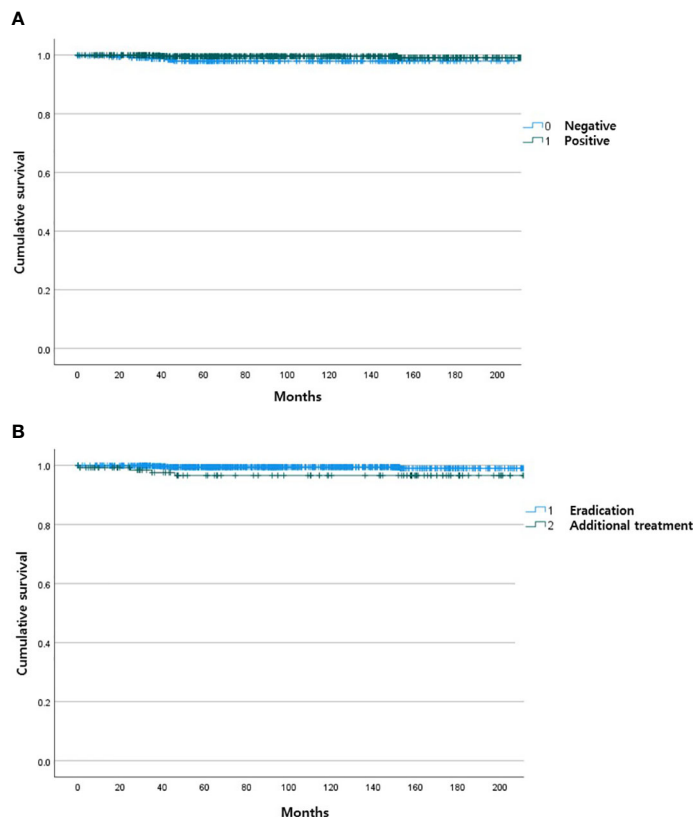 A
1.0
0.8
0.6
0.4
0.2
0.0
Cumulative survival
0 Negative
1 Positive
0 20 40 60 80 100 120 140 160 180 200
Months
B
1.0
0.8
0.6
0.4
0.2
0.0
Cumulative survival
1 Eradication
2 Additional treatment
0 20 40 60 80 100 120 140 160 180 200
Months